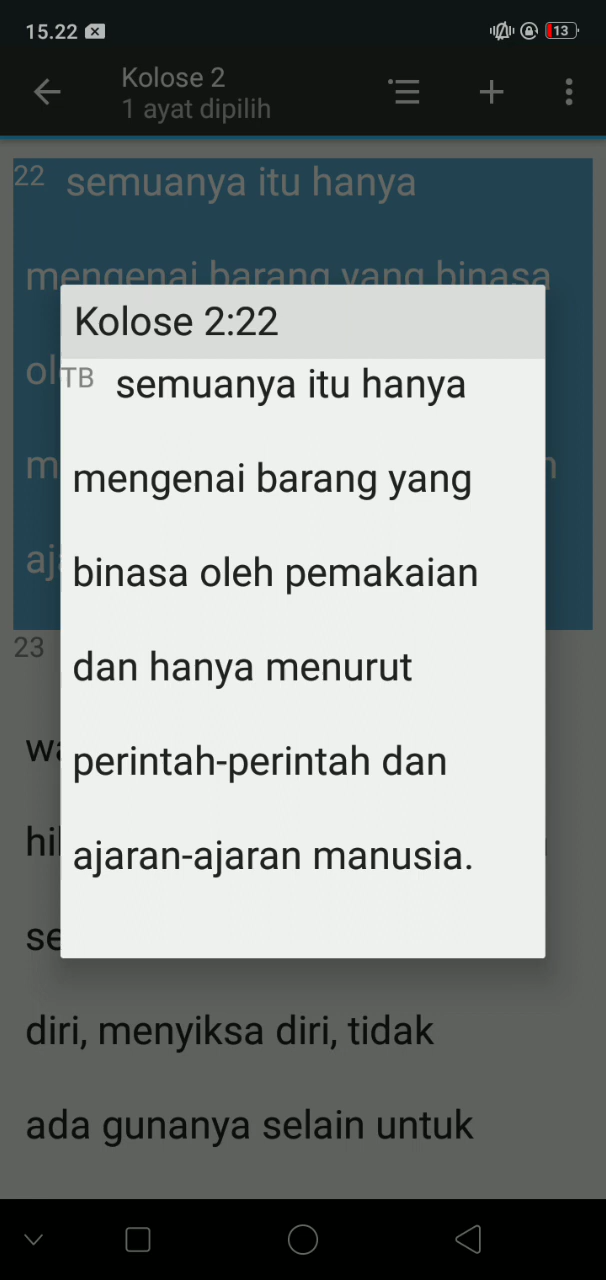 15.22
13
Kolose 2
1 ayat dipilih
22 semuanya itu hanya
mengenai barang yang binasa
Kolose 2:22
TB semuanya itu hanya
mengenai barang yang
binasa oleh pemakaian
dan hanya menurut
perintah-perintah dan
ajaran-ajaran manusia.
23
diri, menyiksa diri, tidak
ada gunanya selain untuk